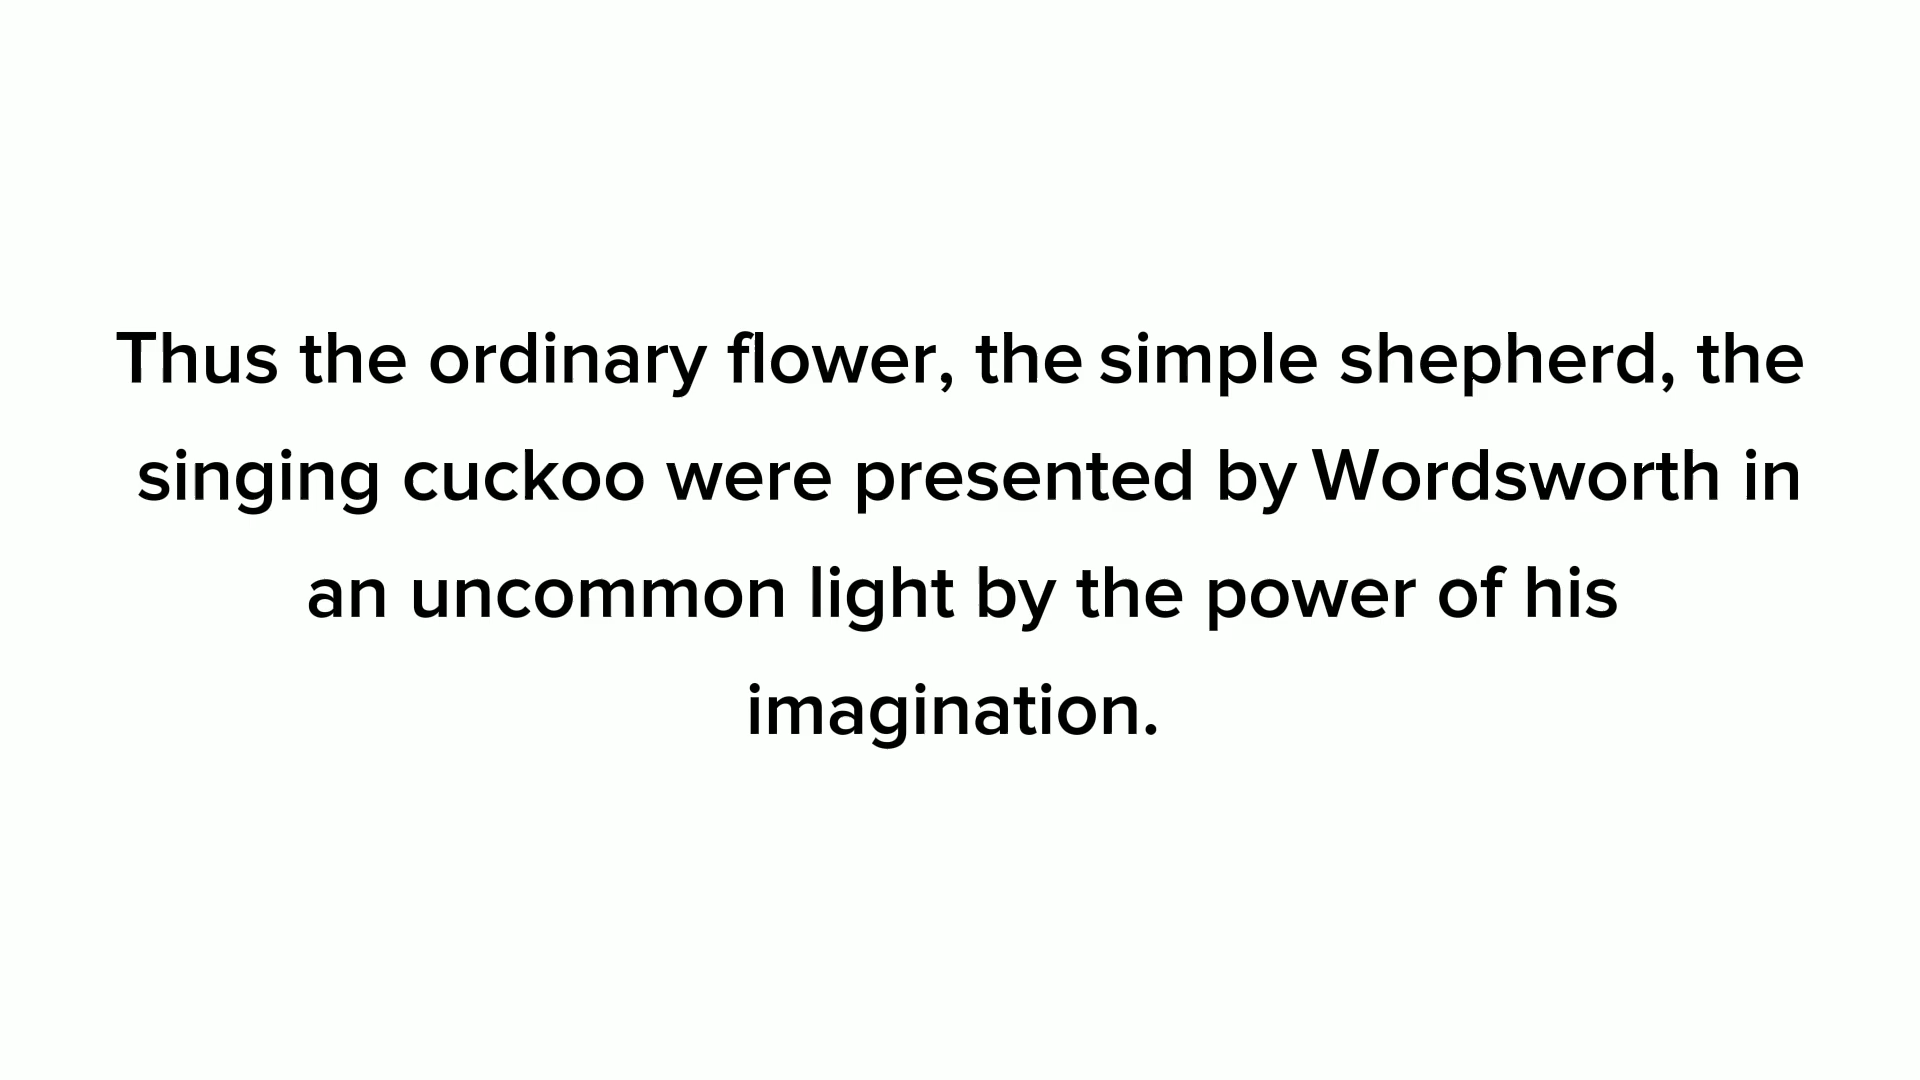 Thus the ordinary flower, the simple shepherd, the
singing cuckoo were presented by Wordsworth in
an uncommon light by the power of his
imagination.